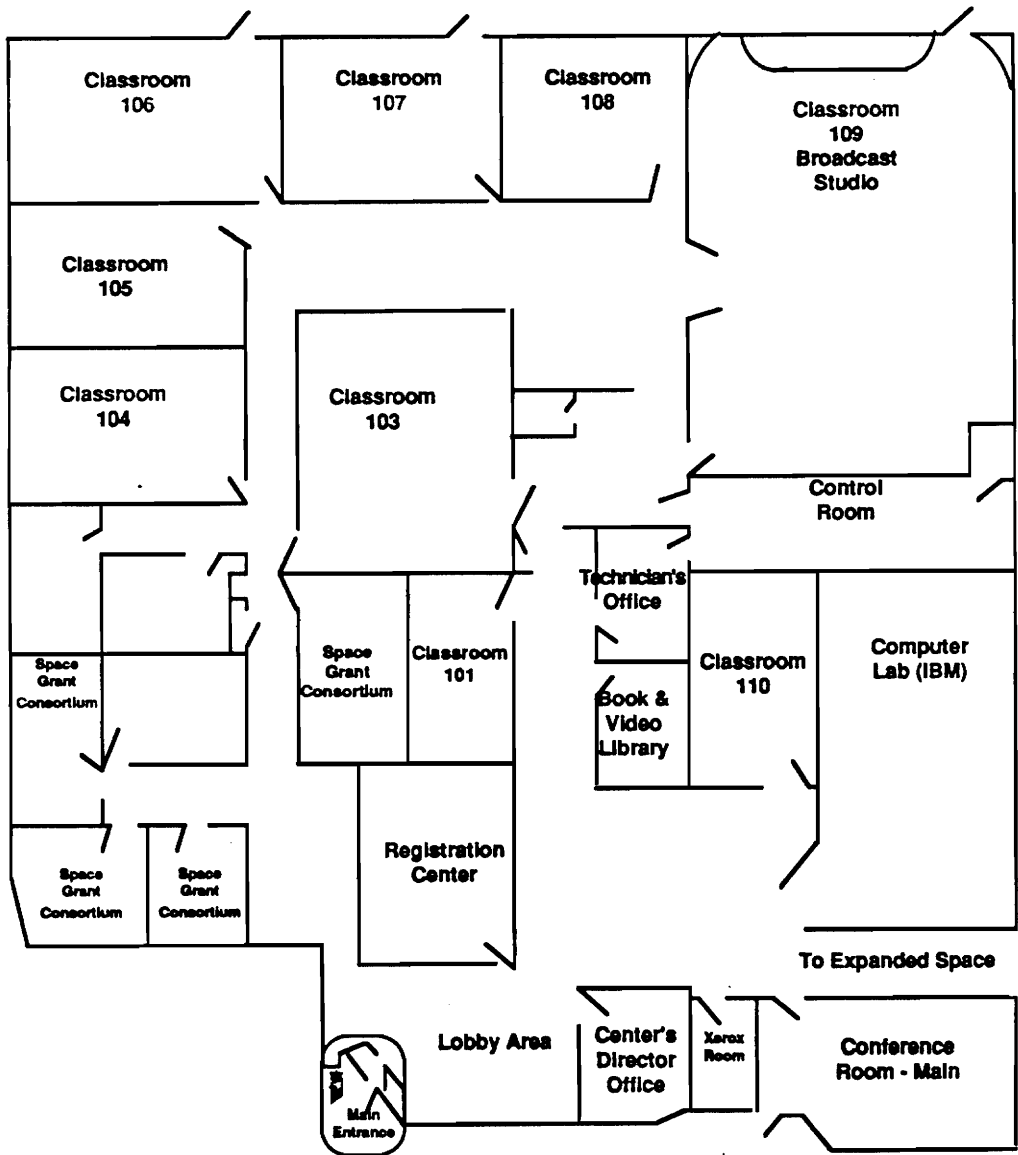 Classroom
106
Classroom
107
Classroom
108
Classroom
109
Broadcast
Studio
Classroom
105
Classroom
104
Classroom
103
Control
Room
Technician's
Office
Space
Grant
Consortium
Space
Grant
Consortium
Classroom
101
Classroom
110
Computer
Lab (IBM)
Book &
Video
Library
Registration
Center
Space
Grant
Consortium
Space
Grant
Consortium
To Expanded Space
Lobby Area
Center's
Director
Office
Xerox
Room
Conference
Room - Main
Main
Entrance